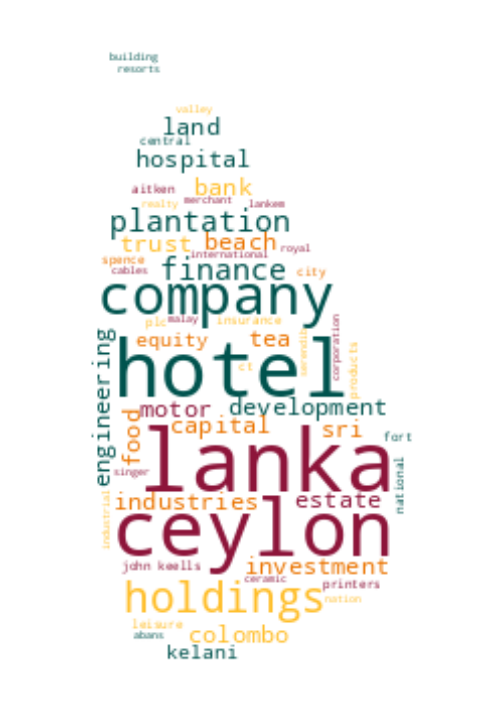 building
resorts
valley
land
central
hospital
aitken
bank
realty
merchant
lankem
plantation
trust
beach
royal
international
spence
finance
city
cables
company
plc
malay
insurance
corporation
engineering
equity
tea
serendib
products
hotel
ct
motor
development
food
capital
sri
fort
lanka
national
singer
industrial
industries
estate
ceylon
john keells
investment
ceramic
printers
holdings
nation
leisure
abans
colombo
kelani